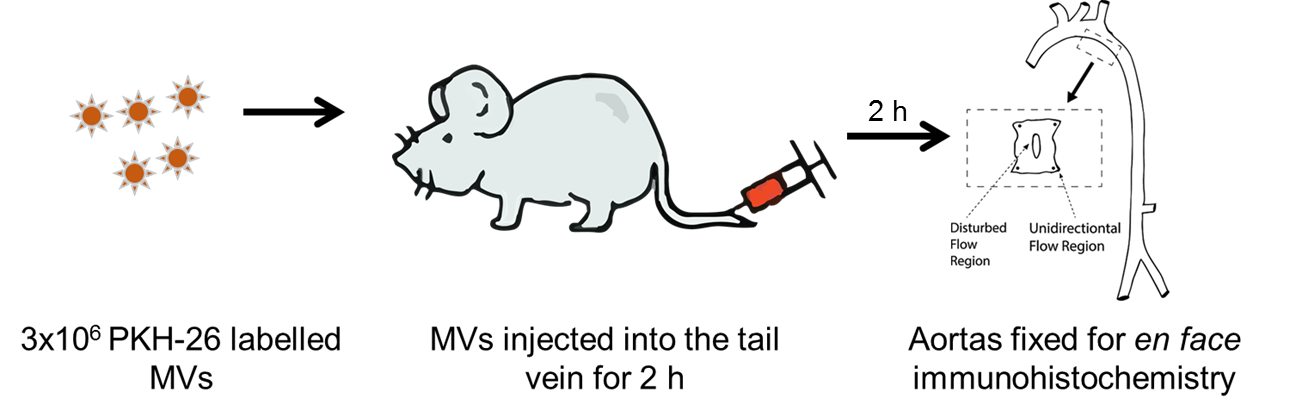 2 h
Disturbed
Flow
Region
Unidirectiontal
Flow Region
3x10⁶ PKH-26 labelled
MVs
MVs injected into the tail
vein for 2 h
Aortas fixed for en face
immunohistochemistry